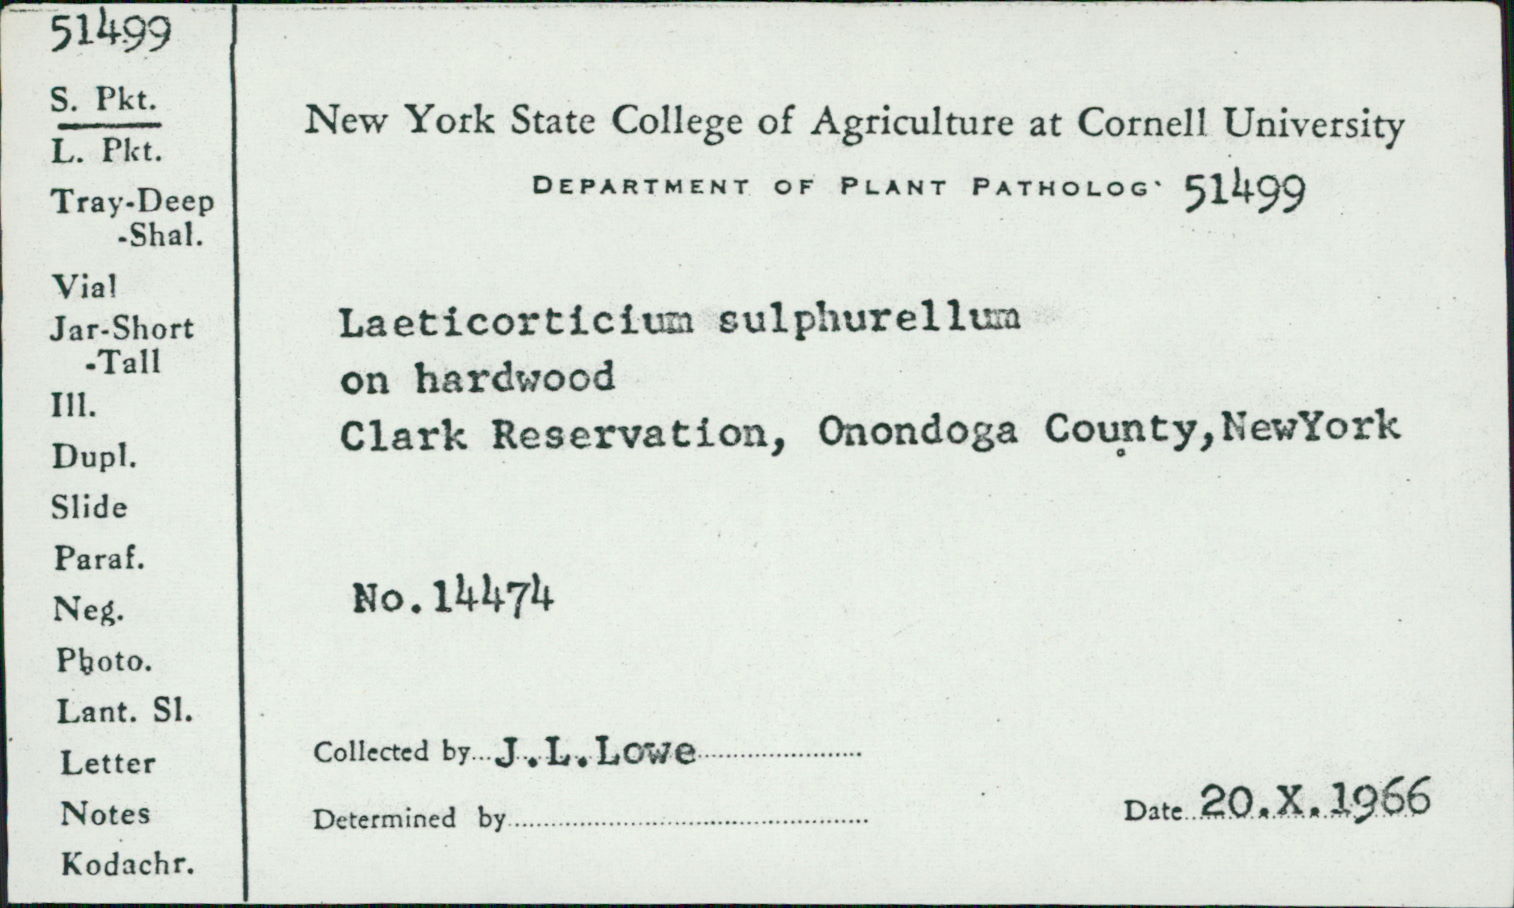 51499
S. Pkt.
L. Pkt.
Tray-Deep
-Shal.
Vial
Jar-Short
-Tall
Ill.
Dupl.
Slide
Paraf.
Neg.
Photo.
Lant. Sl.
Letter
Notes
Kodachr.
New York State College of Agriculture at Cornell University
DEPARTMENT OF PLANT PATHOLOG 51499
Laeticorticium sulphurellum
on hardwood
Clark Reservation, Onondoga County,NewYork
No.14474
Collected by J.L.Lowe
Determined by
Date 20.X.1966